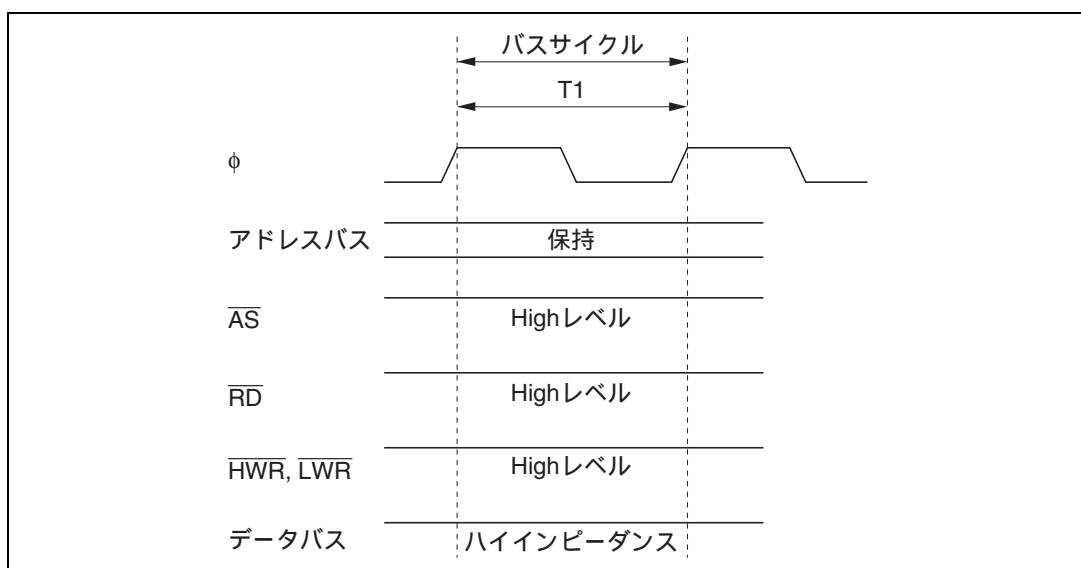 バスサイクル
T1
φ
アドレスバス 保持
AS Highレベル
RD Highレベル
HWR, LWR Highレベル
データバス ハイインピーダンス